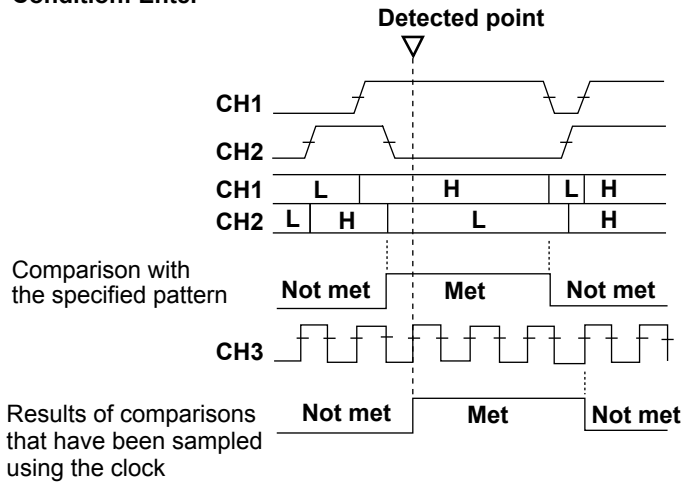 Condition: Enter
Detected point
CH1
CH2
CH1 L H L H
CH2 L H L H
Comparison with
the specified pattern
Not met Met Not met
CH3
Results of comparisons
that have been sampled
using the clock
Not met Met Not met